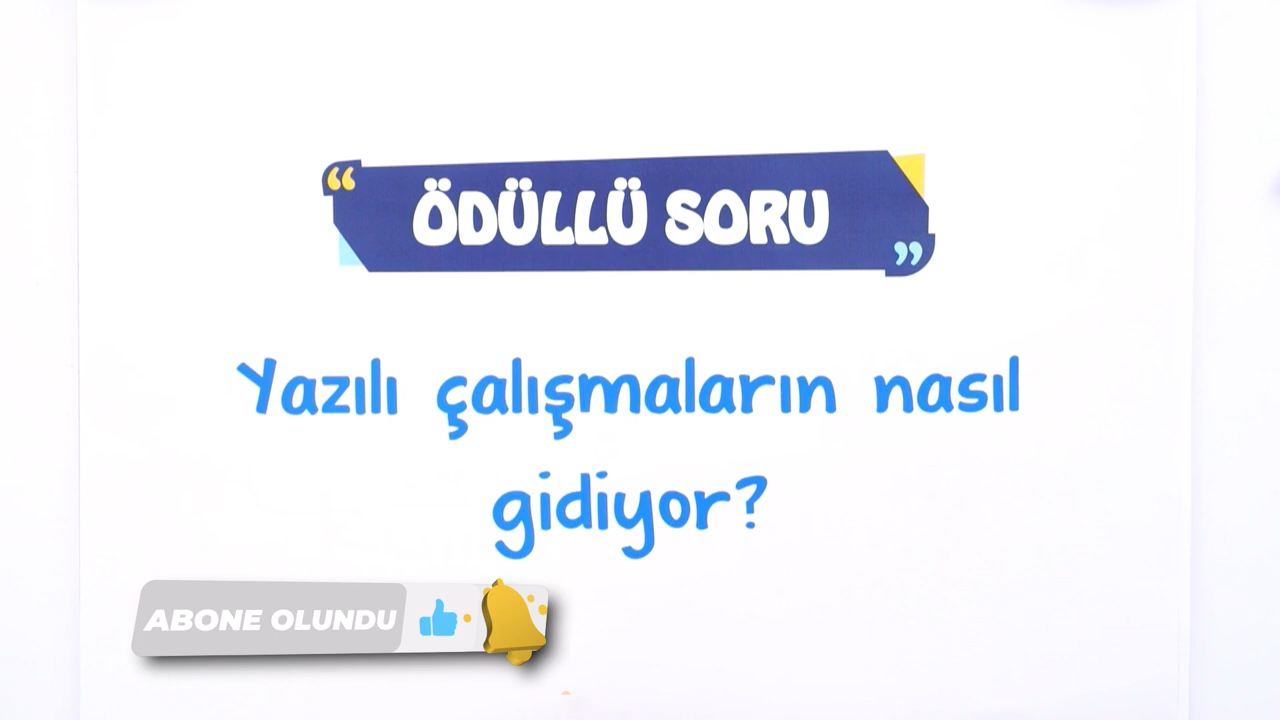 “ ÖDÜLLÜ SORU ”
Yazılı çalışmaların nasıl
gidiyor?
ABONE OLUNDU